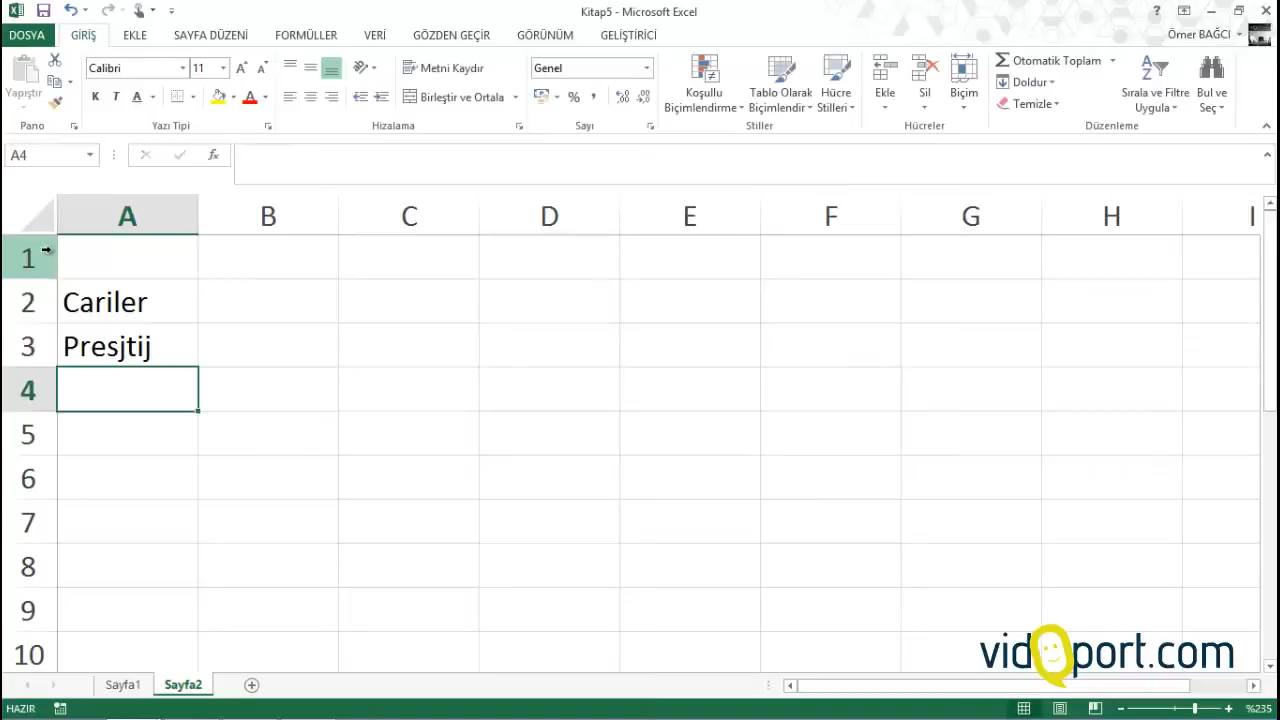 Kitap5 - Microsoft Excel
?
DOSYA GİRİŞ EKLE SAYFA DÜZENİ FORMÜLLER VERİ GÖZDEN GEÇİR GÖRÜNÜM GELİŞTİRİCİ Ömer BAĞCI
Yapıştır
Pano
Calibri 11
K T A
Yazı Tipi
Metni Kaydır
Birleştir ve Ortala
Hizalama
Genel
%
Sayı
Koşullu Biçimlendirme
Tablo Olarak Biçimlendir
Hücre Stilleri
Stiller
Ekle Sil Biçim
Hücreler
Otomatik Toplam
Doldur
Temizle
Sırala ve Filtre Uygula
Bul ve Seç
Düzenleme
A4 fx
A B C D E F G H I
1
2 Cariler
3 Presjtij
4
5
6
7
8
9
10
vidoport.com
Sayfa1 Sayfa2
HAZIR %235